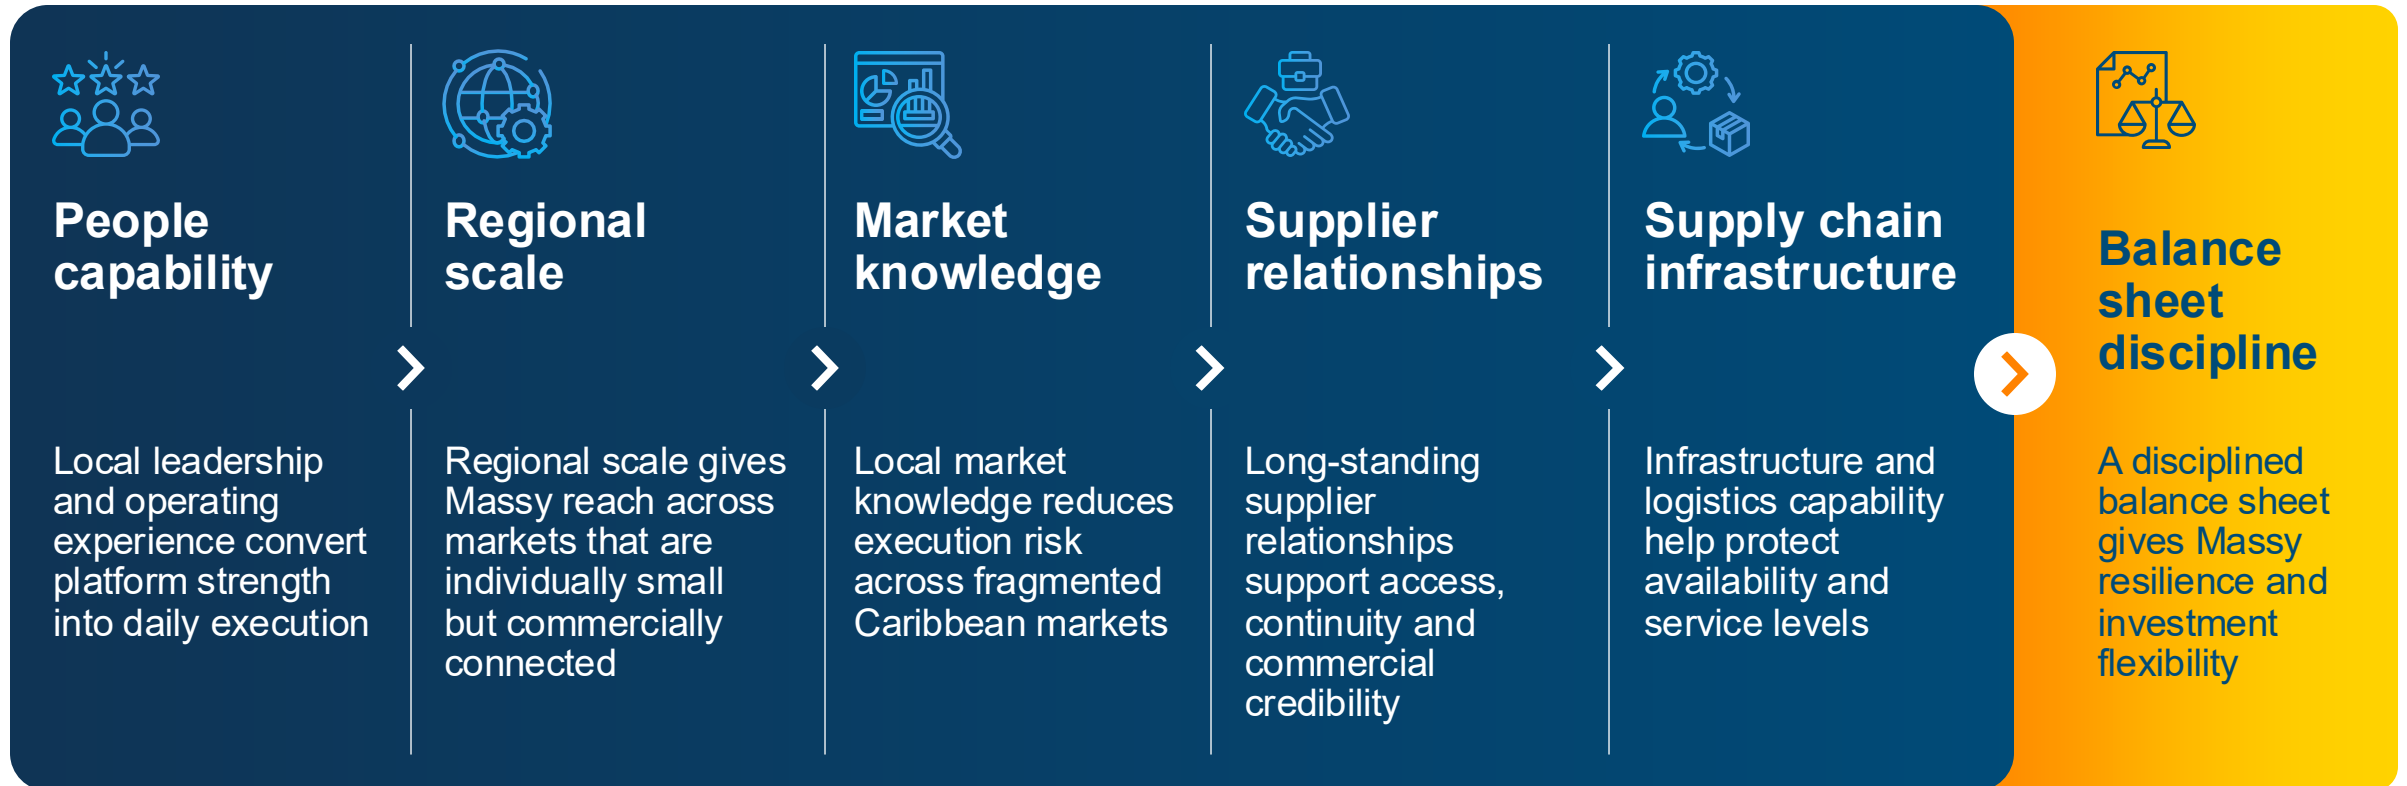 People
capability
Local leadership
and operating
experience convert
platform strength
into daily execution
Regional
scale
Regional scale gives
Massy reach across
markets that are
individually small
but commercially
connected
Market
knowledge
Local market
knowledge reduces
execution risk
across fragmented
Caribbean markets
Supplier
relationships
Long-standing
supplier
relationships
support access,
continuity and
commercial
credibility
Supply chain
infrastructure
Infrastructure and
logistics capability
help protect
availability and
service levels
Balance
sheet
discipline
A disciplined
balance sheet
gives Massy
resilience and
investment
flexibility